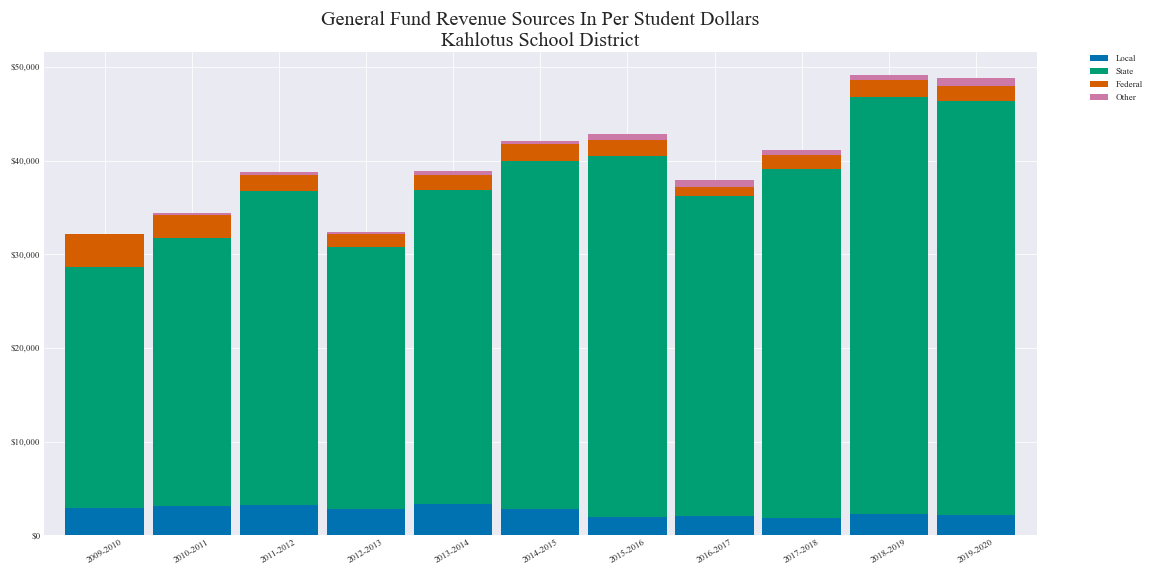 General Fund Revenue Sources In Per Student Dollars
Kahlotus School District
Local
State
Federal
Other
$50,000
$40,000
$30,000
$20,000
$10,000
$0
2009-2010
2010-2011
2011-2012
2012-2013
2013-2014
2014-2015
2015-2016
2016-2017
2017-2018
2018-2019
2019-2020